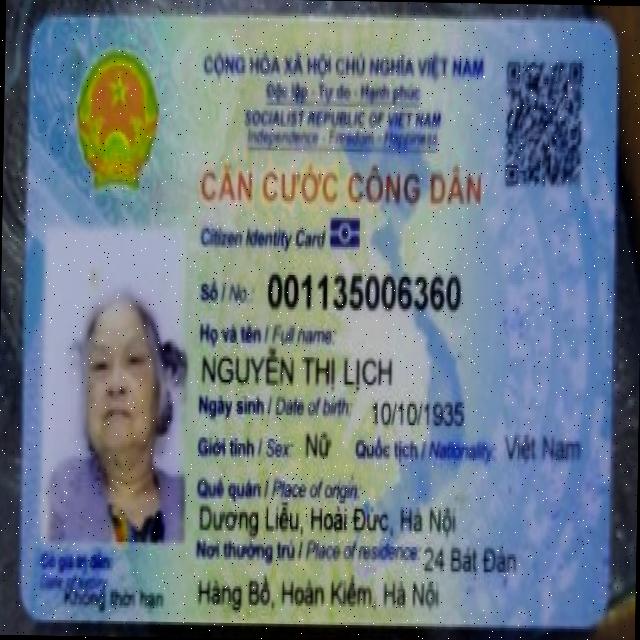 CỘNG HÒA XÃ HỘI CHỦ NGHĨA VIỆT NAM
Độc lập - Tự do - Hạnh phúc
SOCIALIST REPUBLIC OF VIET NAM
Independence - Freedom - Happiness
CĂN CƯỚC CÔNG DÂN
Citizen Identity Card
Số / No: 001135006360
Họ và tên / Full name:
NGUYỄN THỊ LỊCH
Ngày sinh / Date of birth: 10/10/1935
Giới tính / Sex: Nữ Quốc tịch / Nationality: Việt Nam
Quê quán / Place of origin:
Dương Liễu, Hoài Đức, Hà Nội
Nơi thường trú / Place of residence: 24 Bát Đàn
Hàng Bồ, Hoàn Kiếm, Hà Nội
Có giá trị đến:
Date of expiry
Không thời hạn